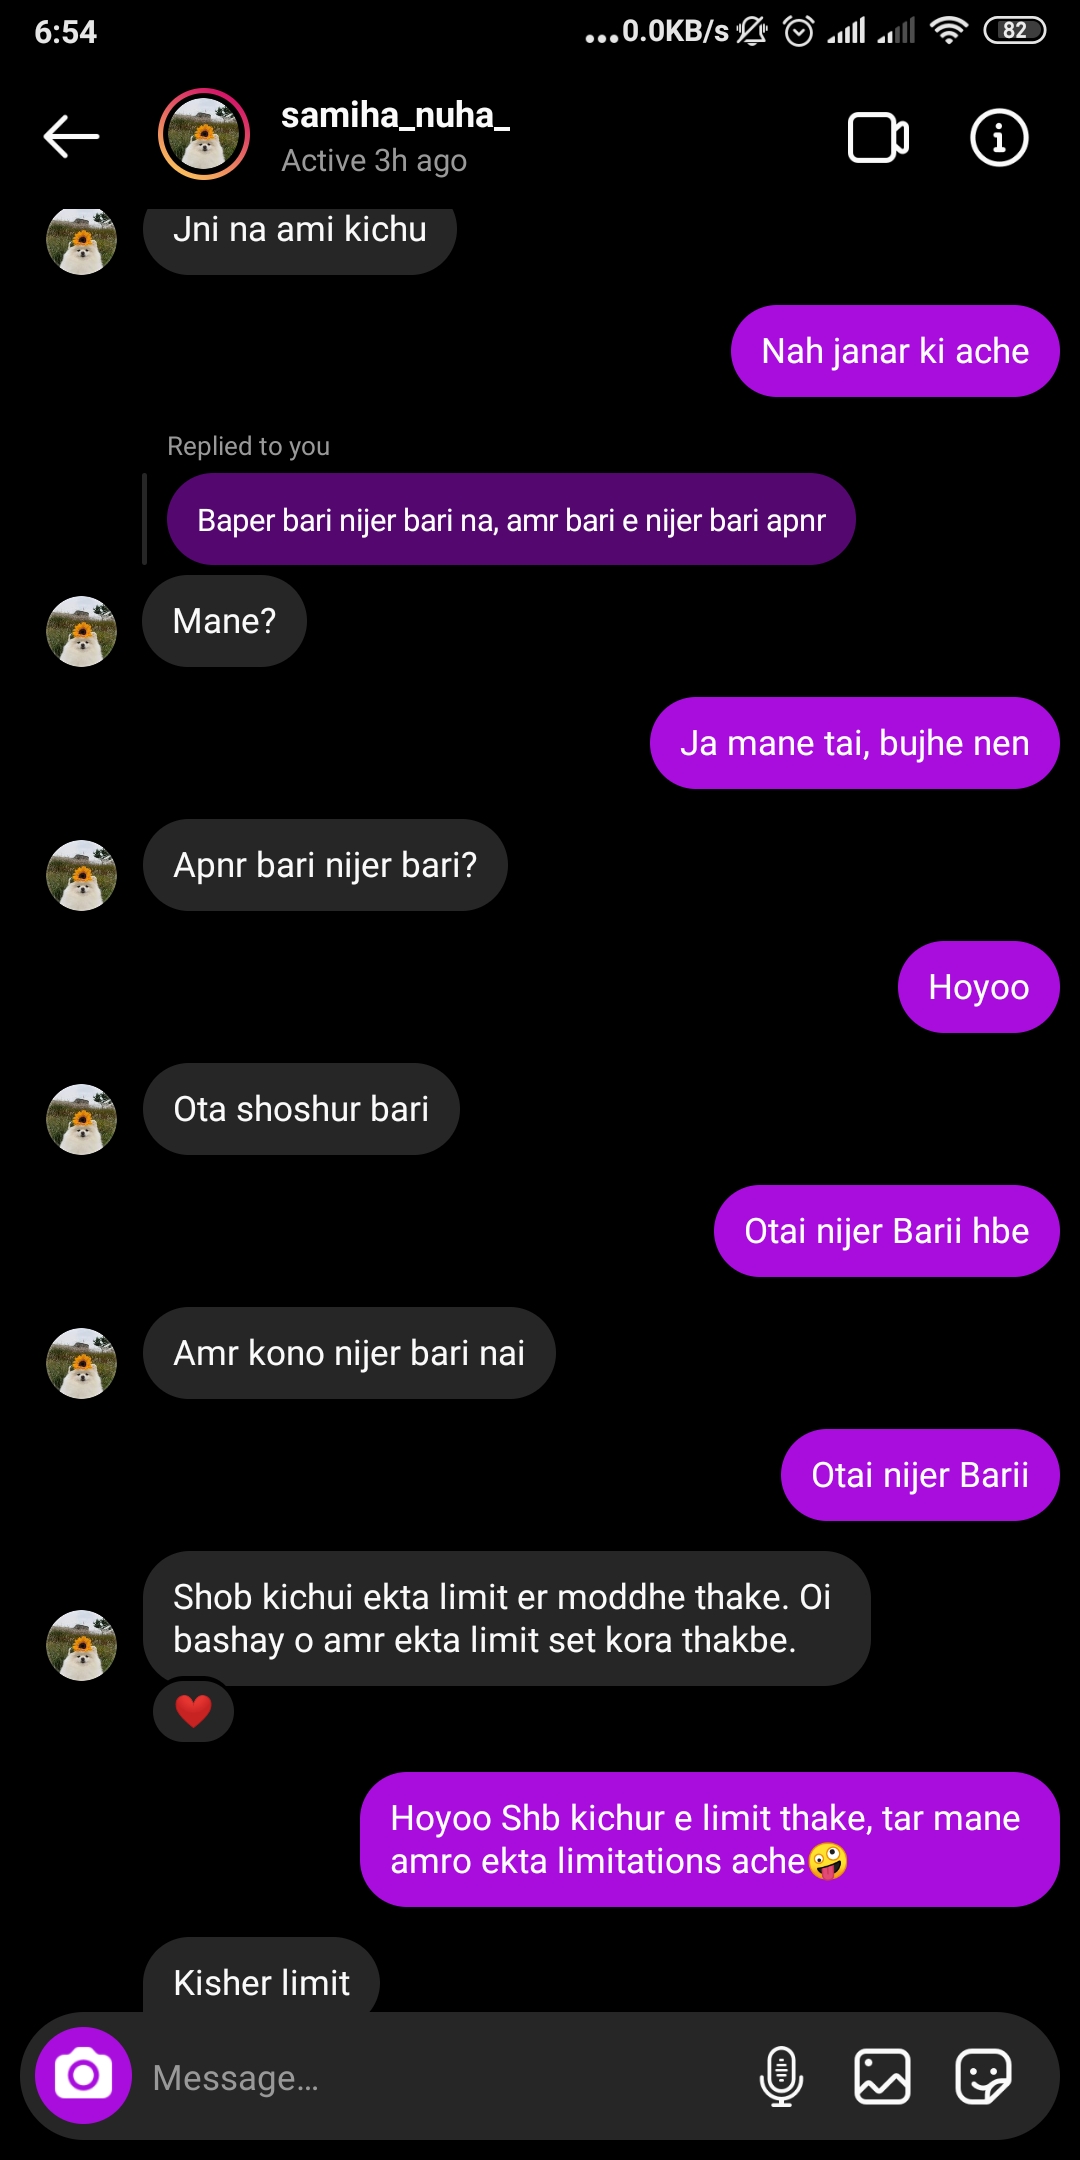 6:54
...0.0KB/s
82
samiha_nuha_
Active 3h ago
Jni na ami kichu
Nah janar ki ache
Replied to you
Baper bari nijer bari na, amr bari e nijer bari apnr
Mane?
Ja mane tai, bujhe nen
Apnr bari nijer bari?
Hoyoo
Ota shoshur bari
Otai nijer Barii hbe
Amr kono nijer bari nai
Otai nijer Barii
Shob kichui ekta limit er moddhe thake. Oi
bashay o amr ekta limit set kora thakbe.
❤️
Hoyoo Shb kichur e limit thake, tar mane
amro ekta limitations ache🤪
Kisher limit
Message...